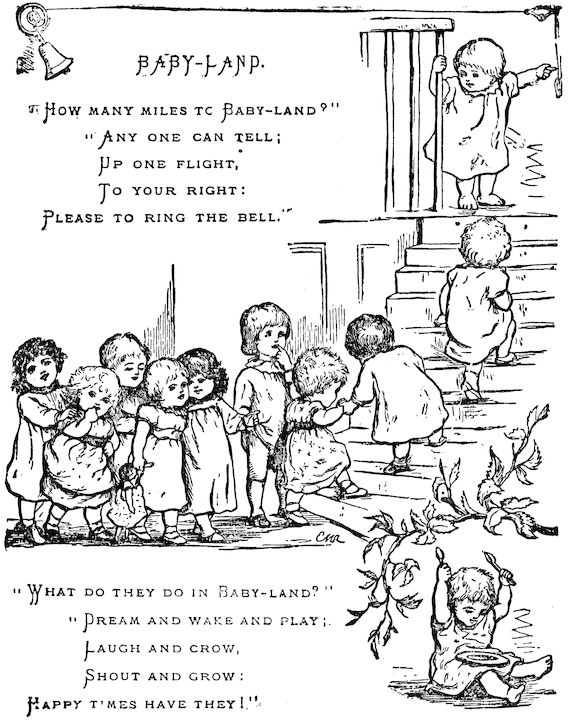 BABY-LAND.
"HOW MANY MILES TO BABY-LAND?"
"ANY ONE CAN TELL;
UP ONE FLIGHT,
TO YOUR RIGHT:
PLEASE TO RING THE BELL."
"WHAT DO THEY DO IN BABY-LAND?"
"DREAM AND WAKE AND PLAY;
LAUGH AND CROW,
SHOUT AND GROW:
HAPPY T'MES HAVE THEY!"